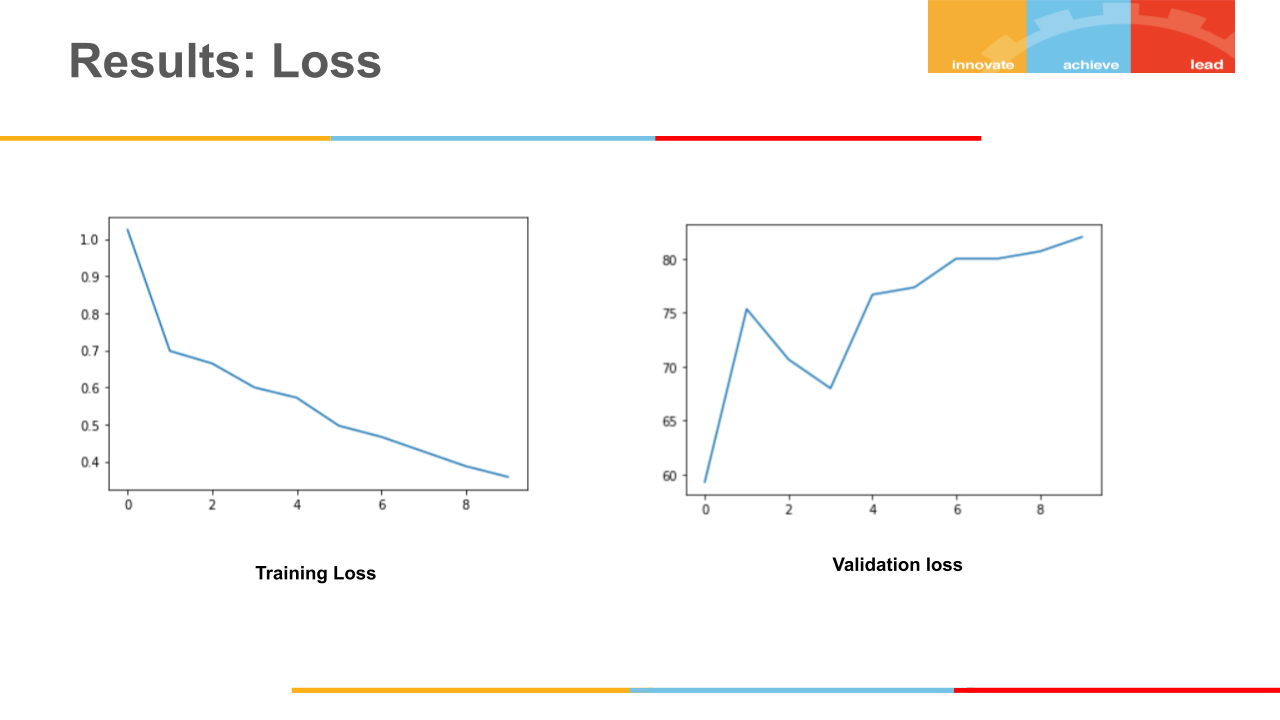 Results: Loss
innovate achieve lead
1.0
0.9
0.8
0.7
0.6
0.5
0.4
0 2 4 6 8
Training Loss
80
75
70
65
60
0 2 4 6 8
Validation loss